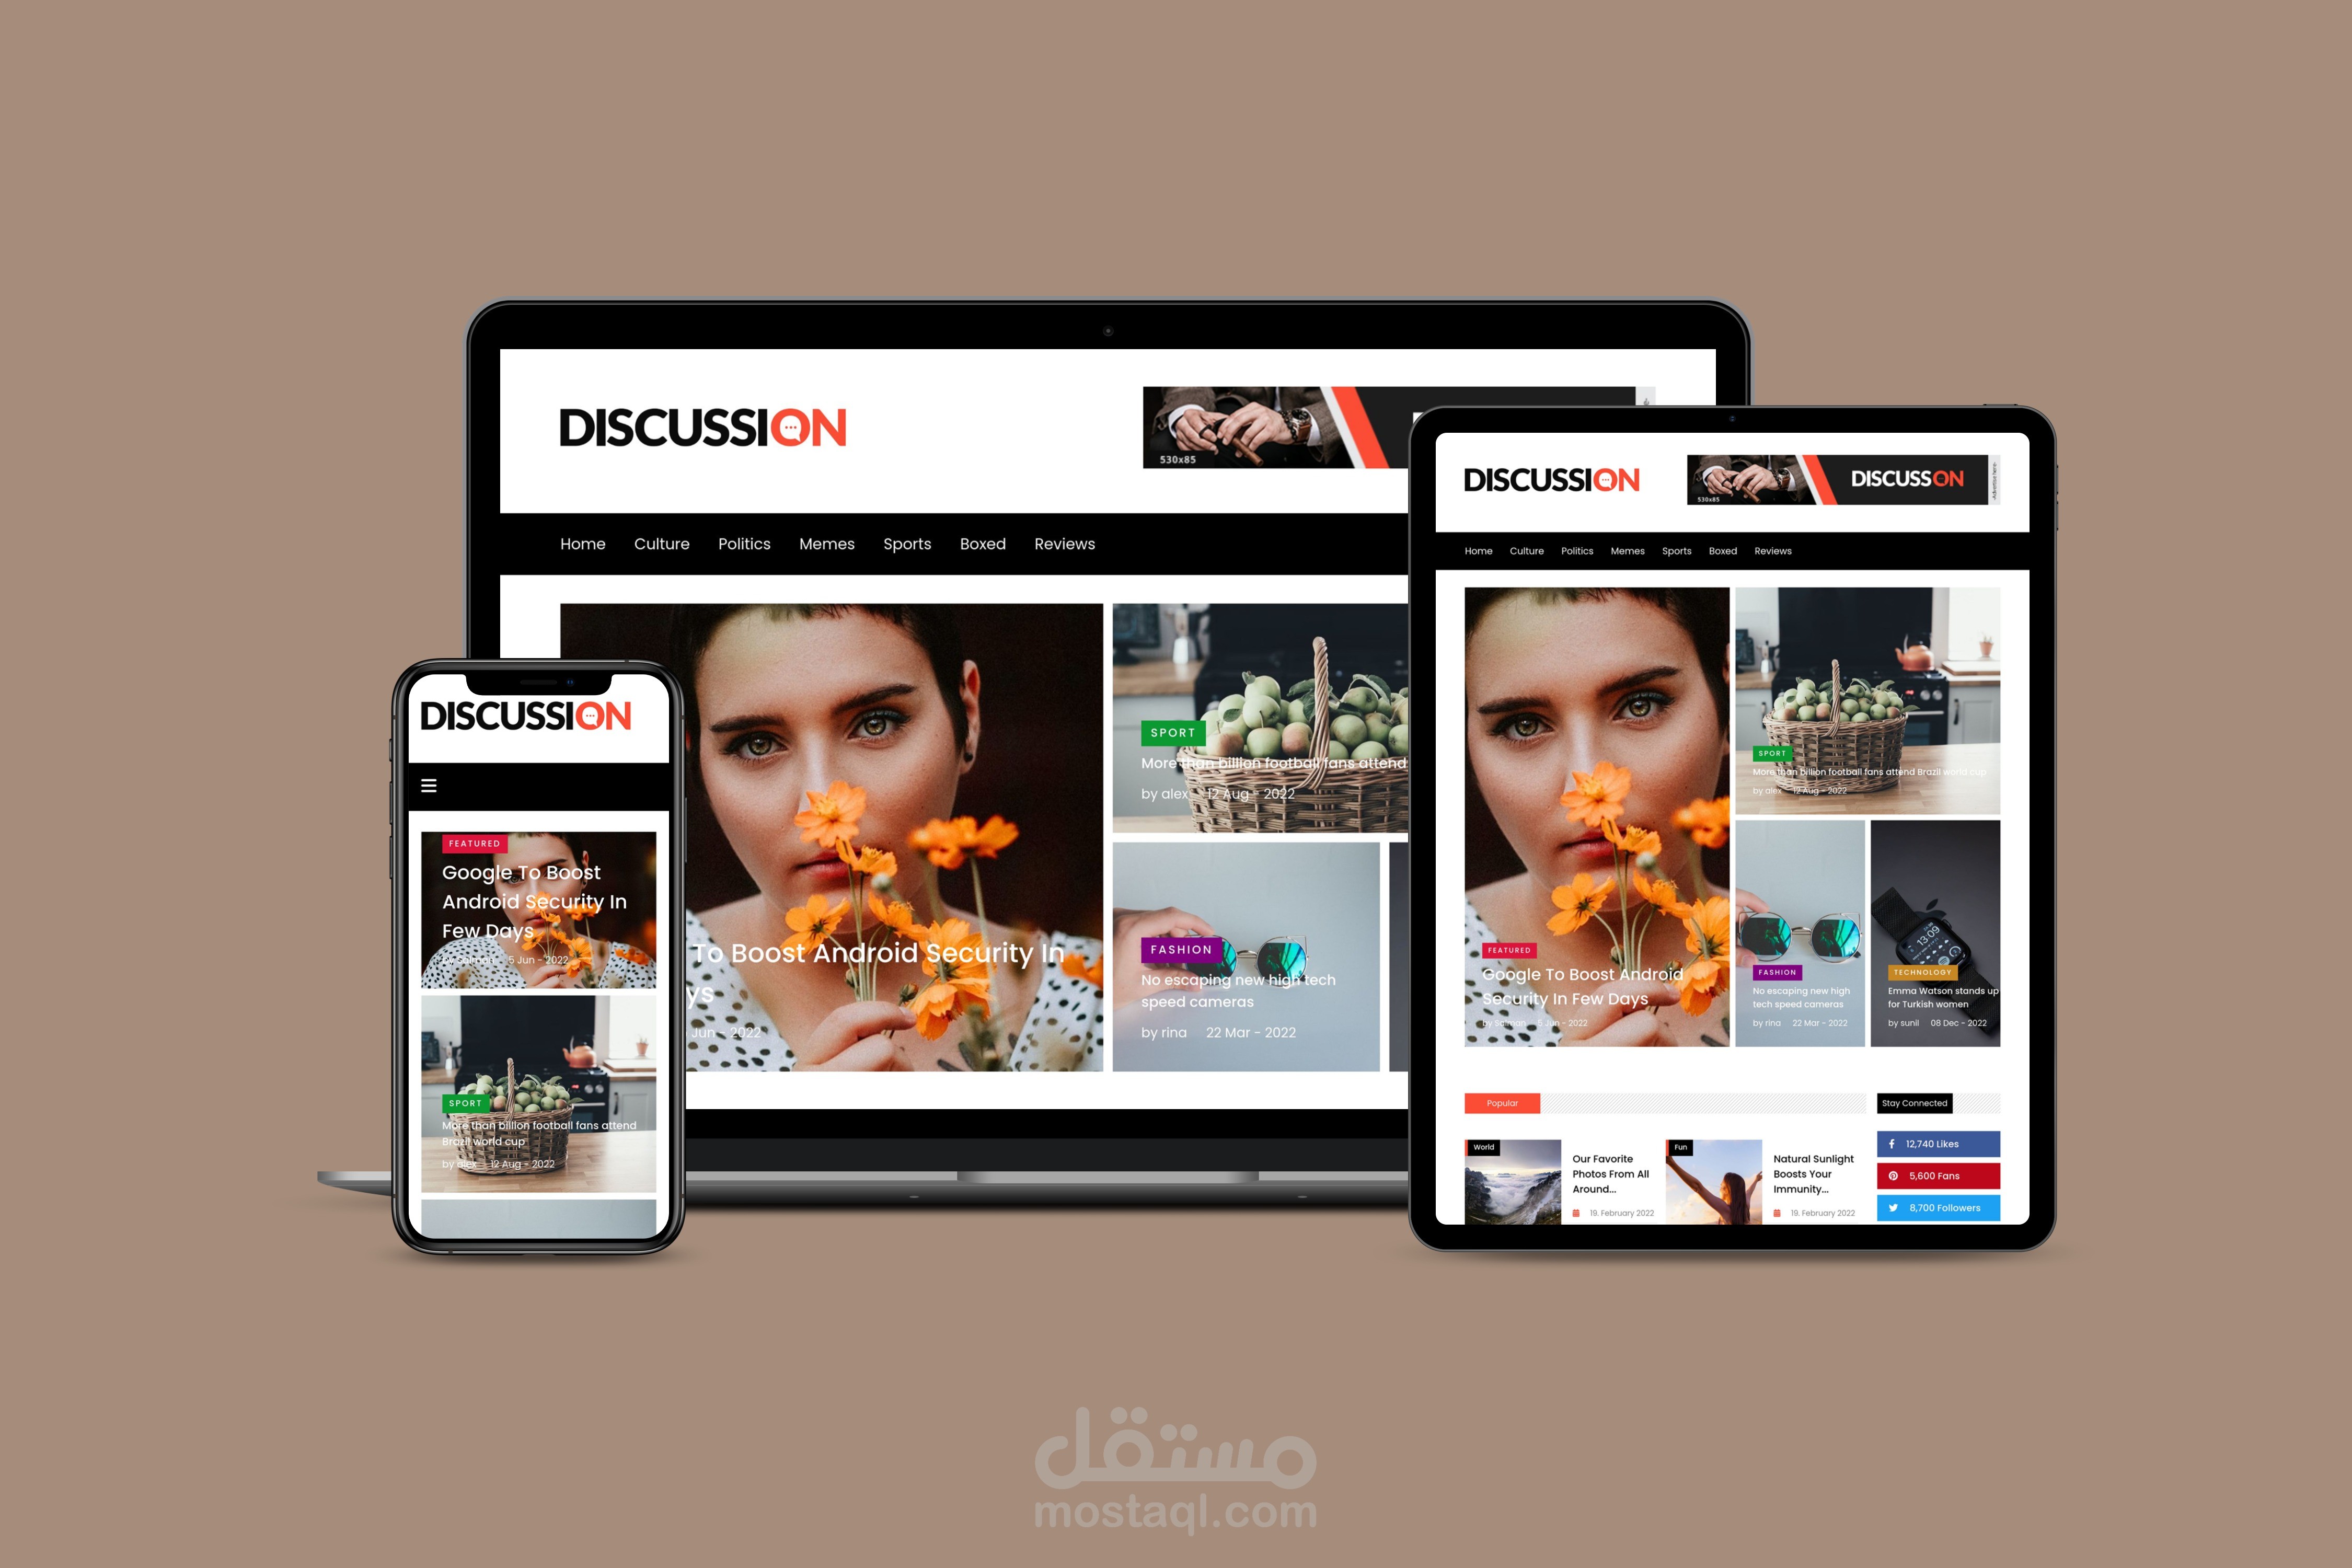 DISCUSSION
530x85
Home Culture Politics Memes Sports Boxed Reviews
To Boost Android Security In
ys
Jun - 2022
SPORT
More than billion football fans attend
by alex 12 Aug - 2022
FASHION
No escaping new high tech
speed cameras
by rina 22 Mar - 2022
DISCUSSION
FEATURED
Google To Boost
Android Security In
Few Days
by salman 5 Jun - 2022
SPORT
More than billion football fans attend
Brazil world cup
by alex 12 Aug - 2022
DISCUSSION
530x85
DISCUSSON
Advertise here
Home Culture Politics Memes Sports Boxed Reviews
FEATURED
Google To Boost Android
Security In Few Days
by salman 5 Jun - 2022
SPORT
More than billion football fans attend Brazil world cup
by alex 12 Aug - 2022
FASHION
No escaping new high
tech speed cameras
by rina 22 Mar - 2022
13:09
TECHNOLOGY
Emma Watson stands up
for Turkish women
by sunil 08 Dec - 2022
Popular
World
Our Favorite
Photos From All
Around...
19. February 2022
Fun
Natural Sunlight
Boosts Your
Immunity...
19. February 2022
Stay Connected
12,740 Likes
5,600 Fans
8,700 Followers
مستقل
mostaql.com